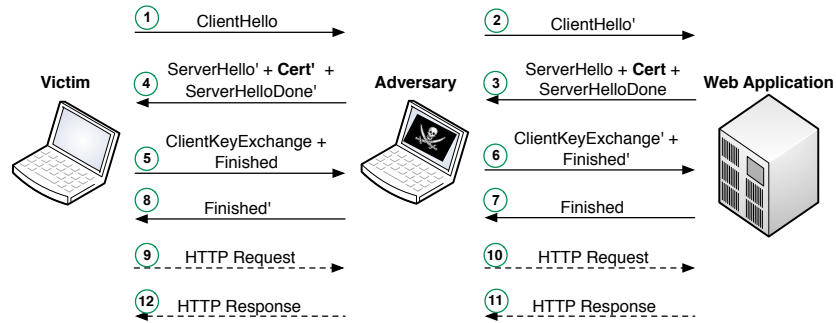 1 ClientHello
2 ClientHello'
Victim
Adversary
Web Application
4 ServerHello' + Cert' +
ServerHelloDone'
3 ServerHello + Cert +
ServerHelloDone
5 ClientKeyExchange +
Finished
6 ClientKeyExchange' +
Finished'
8 Finished'
7 Finished
9 HTTP Request
10 HTTP Request
12 HTTP Response
11 HTTP Response